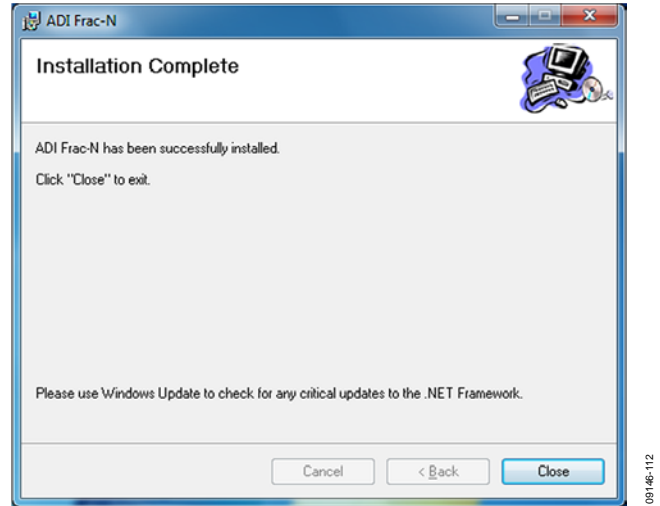 ADI Frac-N
Installation Complete
ADI Frac-N has been successfully installed.
Click "Close" to exit.
Please use Windows Update to check for any critical updates to the .NET Framework.
Cancel
< Back
Close
09146-112